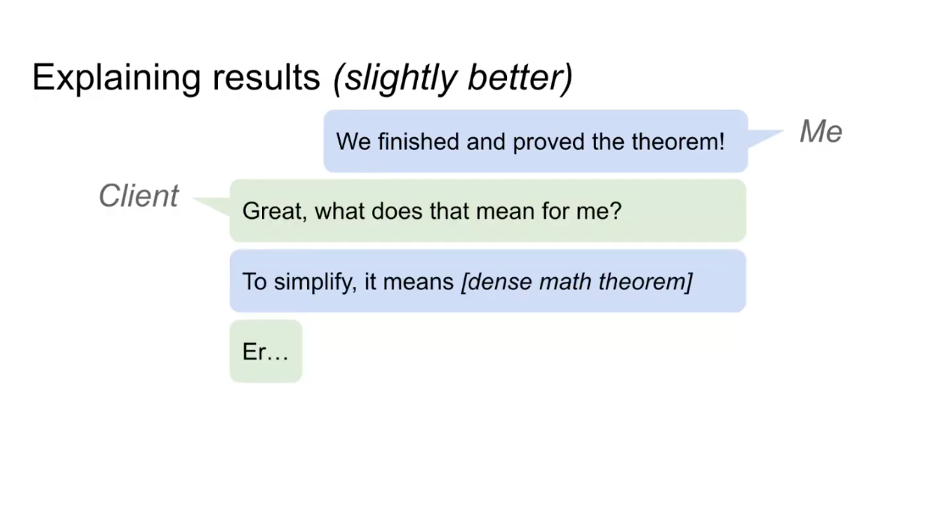 Explaining results (slightly better)
We finished and proved the theorem!
Me
Client
Great, what does that mean for me?
To simplify, it means [dense math theorem]
Er…